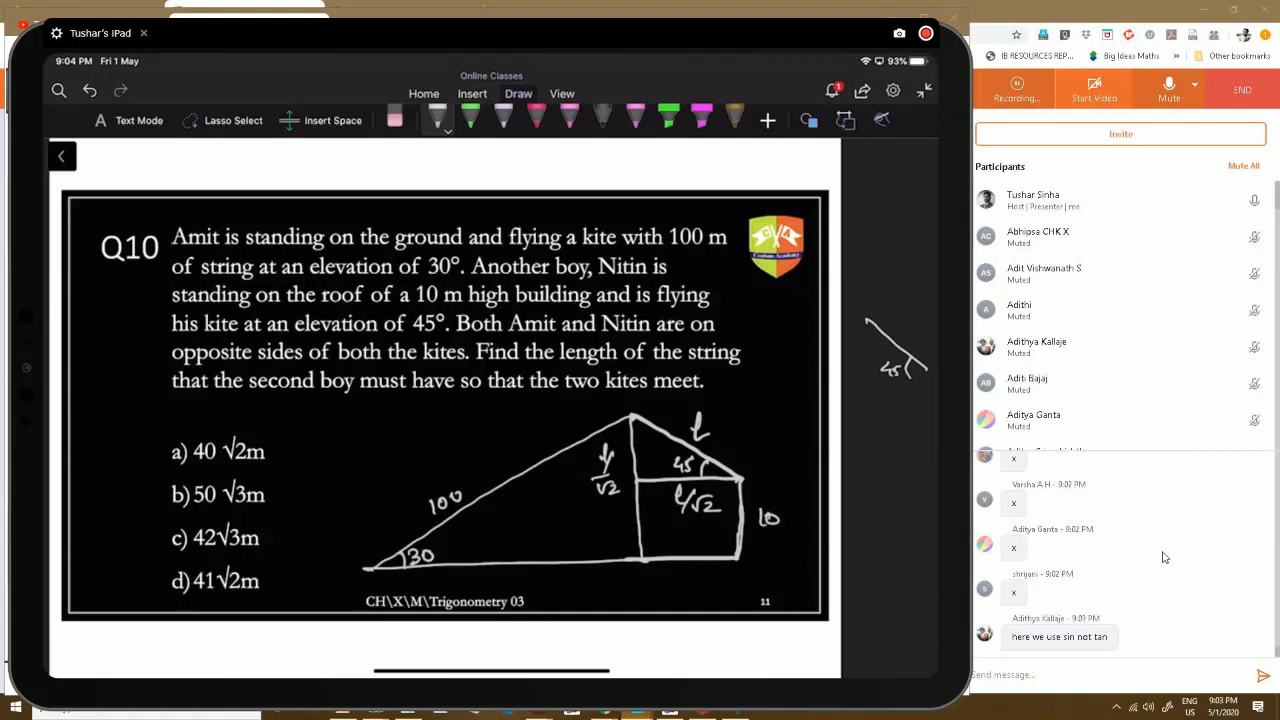 Tushar's iPad
9:04 PM Fri 1 May
93%
Online Classes
Home Insert Draw View
Text Mode Lasso Select Insert Space
Q10
Amit is standing on the ground and flying a kite with 100 m
of string at an elevation of 30°. Another boy, Nitin is
standing on the roof of a 10 m high building and is flying
his kite at an elevation of 45°. Both Amit and Nitin are on
opposite sides of both the kites. Find the length of the string
that the second boy must have so that the two kites meet.
Centum Academy
a) 40 √2m
b) 50 √3m
c) 42√3m
d) 41√2m
100
30
l
l/√2
45
l/√2
10
45
CH\X\M\Trigonometry 03
11
IB RESOURCES REP...
Big Ideas Maths
»
Other bookmarks
Recording...
Start Video
Mute
END
Invite
Participants
Mute All
Tushar Sinha
Host | Presenter | me
AC
Abhipsa CHK X
Muted
AS
Adit Vishwanath S
Muted
A
Adithi
Muted
Adithya Kallaje
Muted
AB
Aditi Bajaj
Muted
Aditya Ganta
Muted
x
Varsha A H - 9:02 PM
V
x
Aditya Ganta - 9:02 PM
x
shrijani - 9:02 PM
S
x
Adithya Kallaje - 9:03 PM
here we use sin not tan
Send message...
ENG
US
9:03 PM
5/1/2020